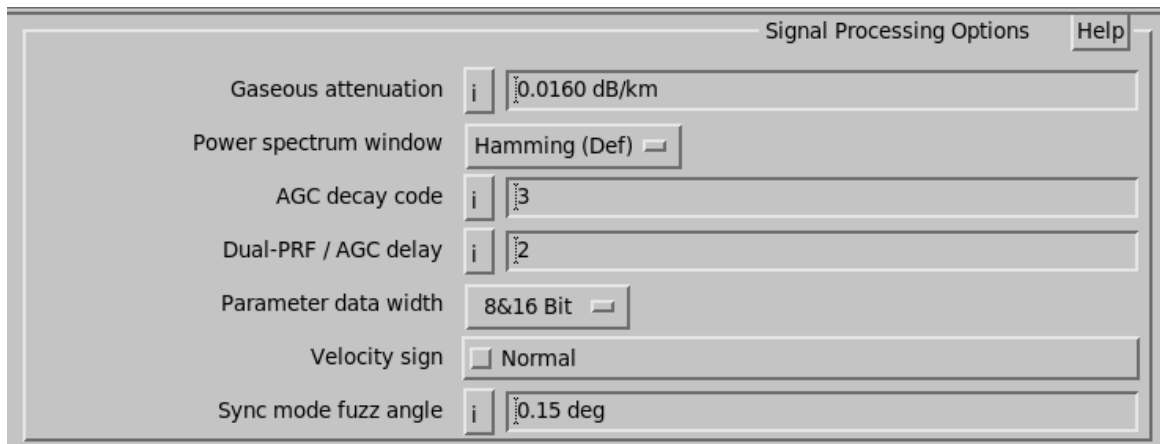 Signal Processing Options Help
Gaseous attenuation i 0.0160 dB/km
Power spectrum window Hamming (Def)
AGC decay code i 3
Dual-PRF / AGC delay i 2
Parameter data width 8&16 Bit
Velocity sign Normal
Sync mode fuzz angle i 0.15 deg